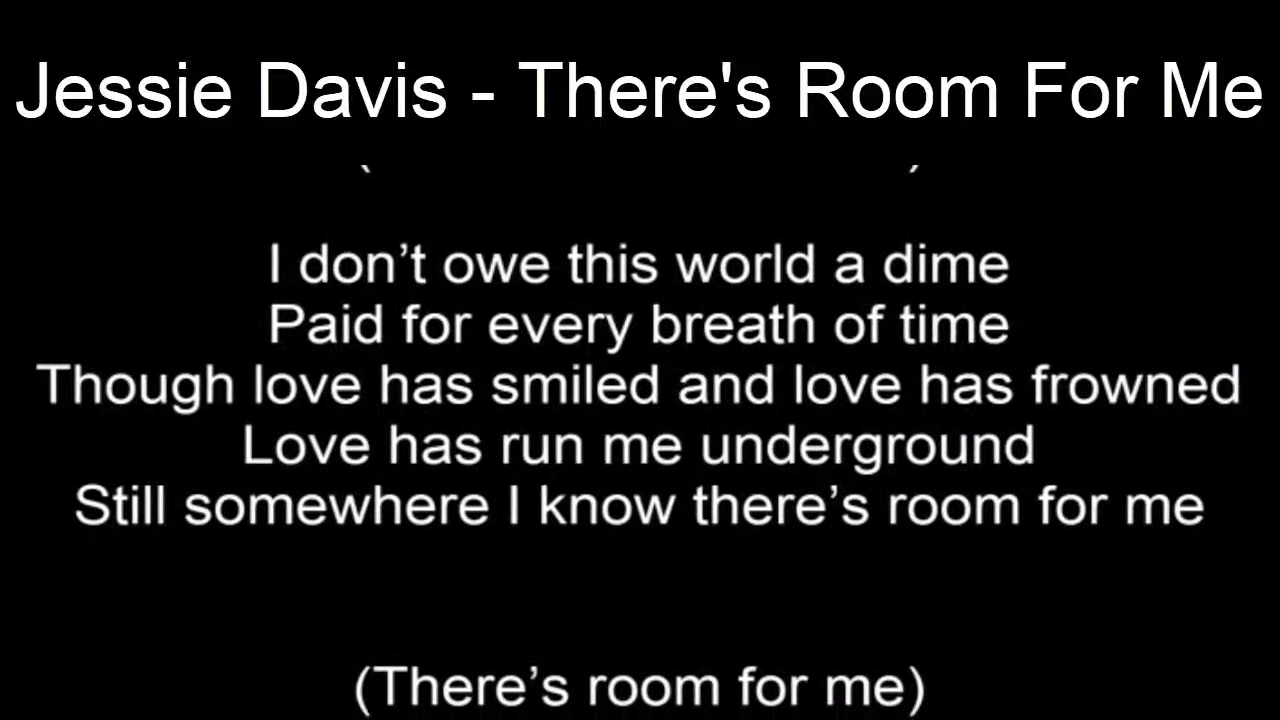 Jessie Davis - There's Room For Me
I don’t owe this world a dime
Paid for every breath of time
Though love has smiled and love has frowned
Love has run me underground
Still somewhere I know there’s room for me
(There’s room for me)